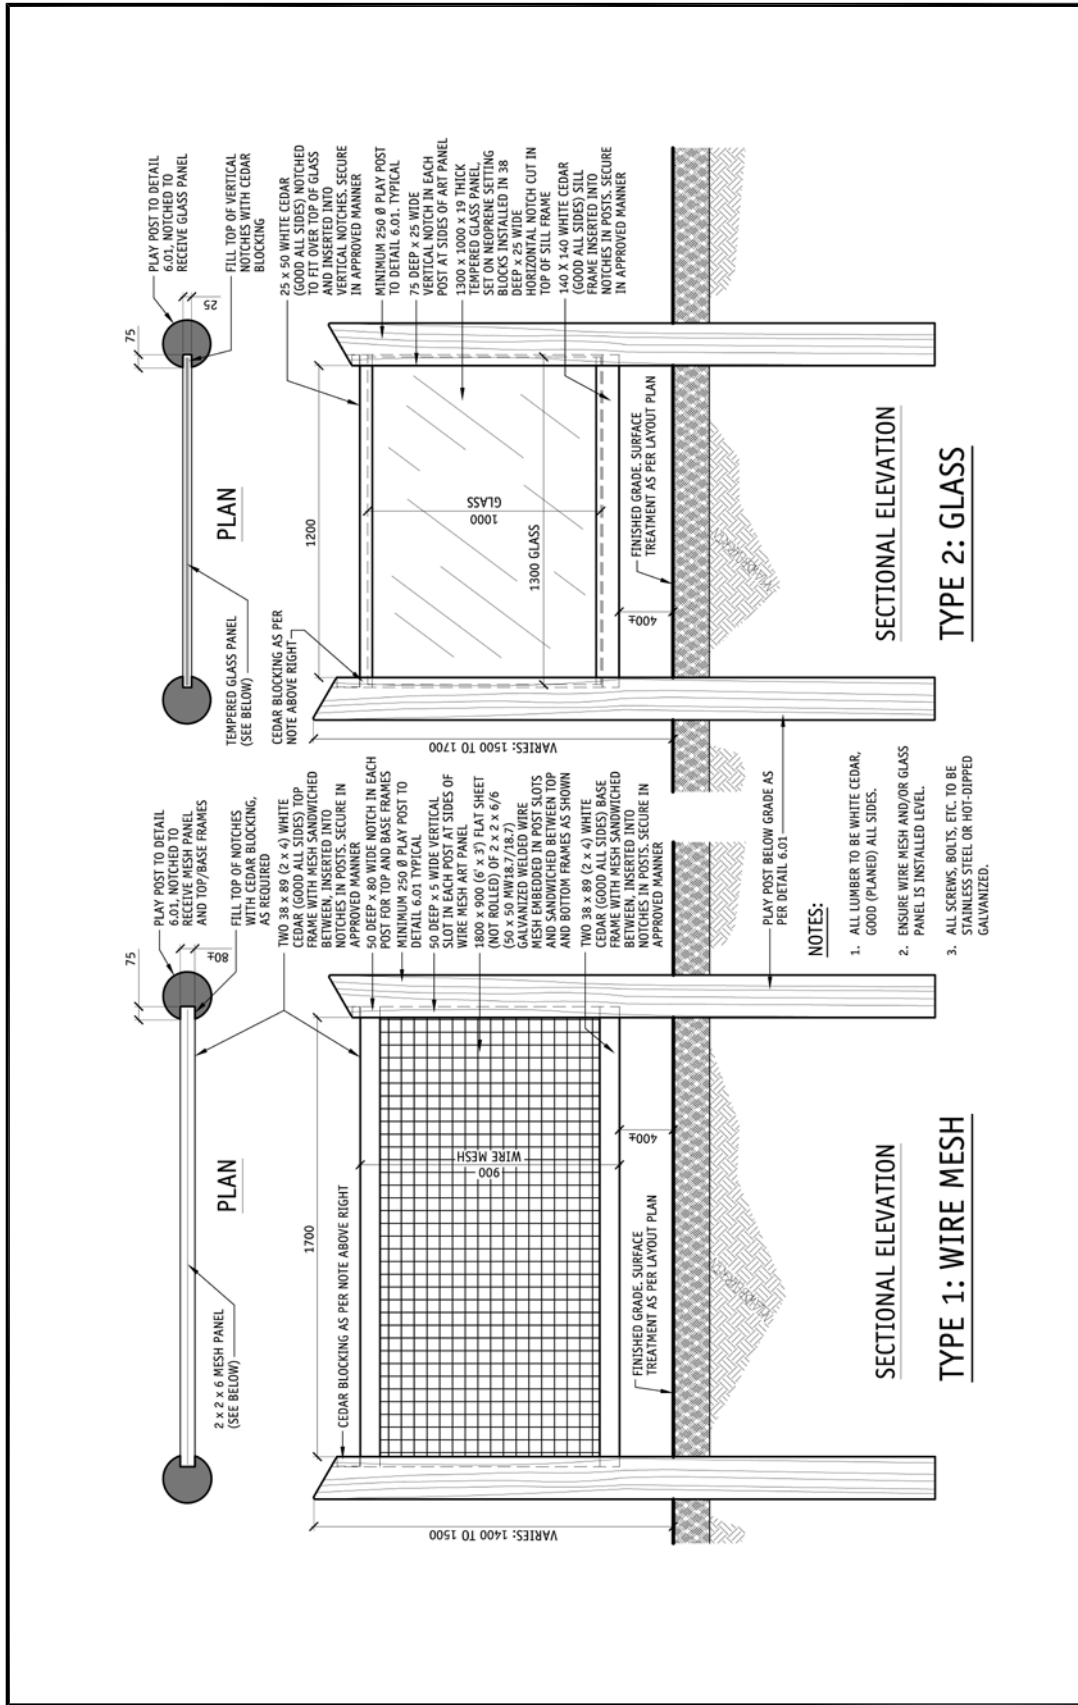 75
80±
PLAY POST TO DETAIL
6.01, NOTCHED TO
RECEIVE MESH PANEL
AND TOP/BASE FRAMES
FILL TOP OF NOTCHES
WITH CEDAR BLOCKING,
AS REQUIRED
2 x 2 x 6 MESH PANEL
(SEE BELOW)
PLAN
TWO 38 x 89 (2 x 4) WHITE
CEDAR (GOOD ALL SIDES) TOP
FRAME WITH MESH SANDWICHED
BETWEEN, INSERTED INTO
NOTCHES IN POSTS. SECURE IN
APPROVED MANNER
50 DEEP x 80 WIDE NOTCH IN EACH
POST FOR TOP AND BASE FRAMES
MINIMUM 250 Ø PLAY POST TO
DETAIL 6.01 TYPICAL
50 DEEP x 5 WIDE VERTICAL
SLOT IN EACH POST AT SIDES OF
WIRE MESH ART PANEL
1800 x 900 (6' x 3') FLAT SHEET
(NOT ROLLED) OF 2 x 2 x 6/6
(50 x 50 MW18.7/18.7)
GALVANIZED WELDED WIRE
MESH EMBEDDED IN POST SLOTS
AND SANDWICHED BETWEEN TOP
AND BOTTOM FRAMES AS SHOWN
TWO 38 x 89 (2 x 4) WHITE
CEDAR (GOOD ALL SIDES) BASE
FRAME WITH MESH SANDWICHED
BETWEEN, INSERTED INTO
NOTCHES IN POSTS. SECURE IN
APPROVED MANNER
CEDAR BLOCKING AS PER NOTE ABOVE RIGHT
1700
900
WIRE MESH
400±
VARIES: 1400 TO 1500
FINISHED GRADE. SURFACE
TREATMENT AS PER LAYOUT PLAN
PLAY POST BELOW GRADE AS
PER DETAIL 6.01
SECTIONAL ELEVATION
TYPE 1: WIRE MESH
NOTES:
1. ALL LUMBER TO BE WHITE CEDAR,
GOOD (PLANED) ALL SIDES.
2. ENSURE WIRE MESH AND/OR GLASS
PANEL IS INSTALLED LEVEL.
3. ALL SCREWS, BOLTS, ETC. TO BE
STAINLESS STEEL OR HOT-DIPPED
GALVANIZED.
75
25
PLAY POST TO DETAIL
6.01, NOTCHED TO
RECEIVE GLASS PANEL
FILL TOP OF VERTICAL
NOTCHES WITH CEDAR
BLOCKING
TEMPERED GLASS PANEL
(SEE BELOW)
PLAN
25 x 50 WHITE CEDAR
(GOOD ALL SIDES) NOTCHED
TO FIT OVER TOP OF GLASS
AND INSERTED INTO
VERTICAL NOTCHES. SECURE
IN APPROVED MANNER
MINIMUM 250 Ø PLAY POST
TO DETAIL 6.01. TYPICAL
75 DEEP x 25 WIDE
VERTICAL NOTCH IN EACH
POST AT SIDES OF ART PANEL
1300 x 1000 x 19 THICK
TEMPERED GLASS PANEL,
SET ON NEOPRENE SETTING
BLOCKS INSTALLED IN 38
DEEP x 25 WIDE
HORIZONTAL NOTCH CUT IN
TOP OF SILL FRAME
140 X 140 WHITE CEDAR
(GOOD ALL SIDES) SILL
FRAME INSERTED INTO
NOTCHES IN POSTS. SECURE
IN APPROVED MANNER
CEDAR BLOCKING AS PER
NOTE ABOVE RIGHT
1200
1000
GLASS
1300 GLASS
400±
VARIES: 1500 TO 1700
FINISHED GRADE. SURFACE
TREATMENT AS PER LAYOUT PLAN
SECTIONAL ELEVATION
TYPE 2: GLASS